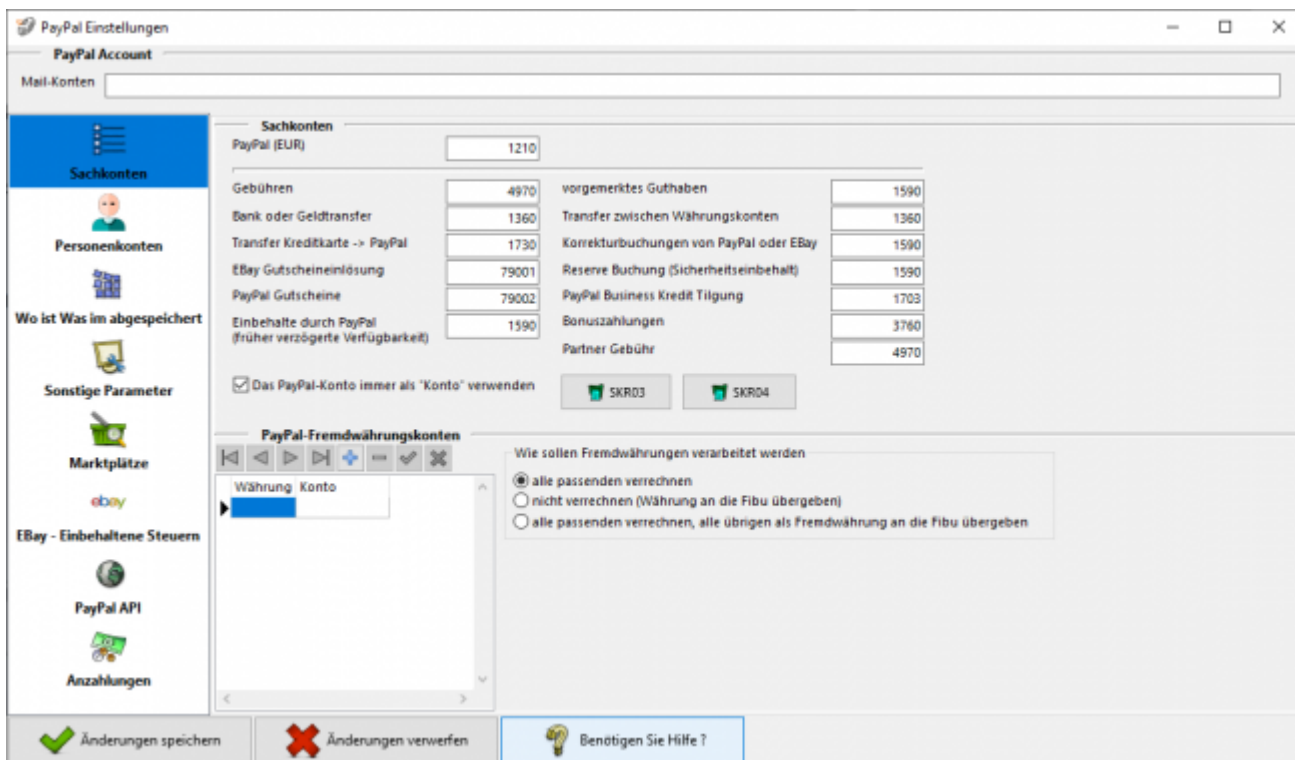 PayPal Einstellungen
PayPal Account
Mail-Konten
Sachkonten
Personenkonten
Wo ist Was im abgespeichert
Sonstige Parameter
Marktplätze
ebay
EBay - Einbehaltene Steuern
PayPal API
Anzahlungen
Sachkonten
PayPal (EUR) 1210
Gebühren 4970
Bank oder Geldtransfer 1360
Transfer Kreditkarte -> PayPal 1730
EBay Gutscheineinlösung 79001
PayPal Gutscheine 79002
Einbehalte durch PayPal 1590
(früher verzögerte Verfügbarkeit)
vorgemerktes Guthaben 1590
Transfer zwischen Währungskonten 1360
Korrekturbuchungen von PayPal oder EBay 1590
Reserve Buchung (Sicherheitseinbehalt) 1590
PayPal Business Kredit Tilgung 1703
Bonuszahlungen 3760
Partner Gebühr 4970
Das PayPal-Konto immer als "Konto" verwenden
SKR03 SKR04
PayPal-Fremdwährungskonten
Währung Konto
Wie sollen Fremdwährungen verarbeitet werden
alle passenden verrechnen
nicht verrechnen (Währung an die Fibu übergeben)
alle passenden verrechnen, alle übrigen als Fremdwährung an die Fibu übergeben
Änderungen speichern Änderungen verwerfen Benötigen Sie Hilfe ?